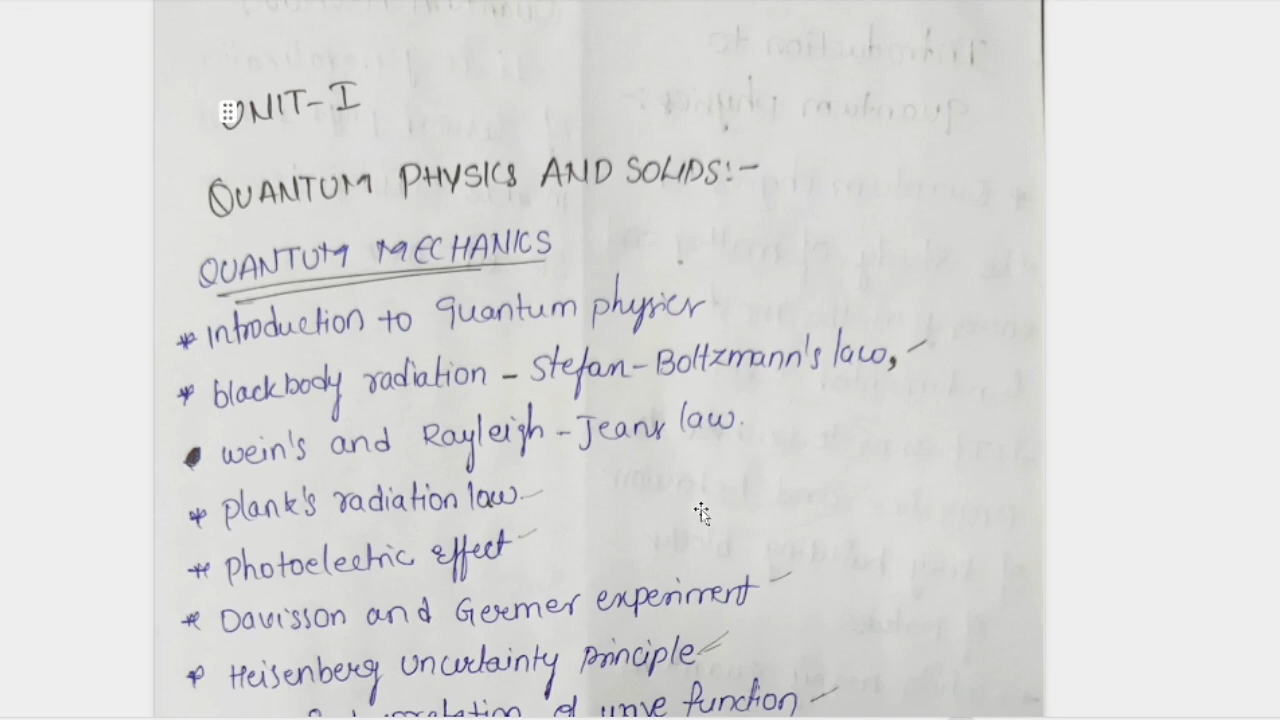 UNIT-I
QUANTUM PHYSICS AND SOLIDS:-
QUANTUM MECHANICS
* introduction to quantum physics
* blackbody radiation - Stefan-Boltzmann's law,
• wein's and Rayleigh-Jeans law.
* plank's radiation law
* photoelectric effect
* Davisson and Germer experiment
* Heisenberg uncertainty principle
of wave function